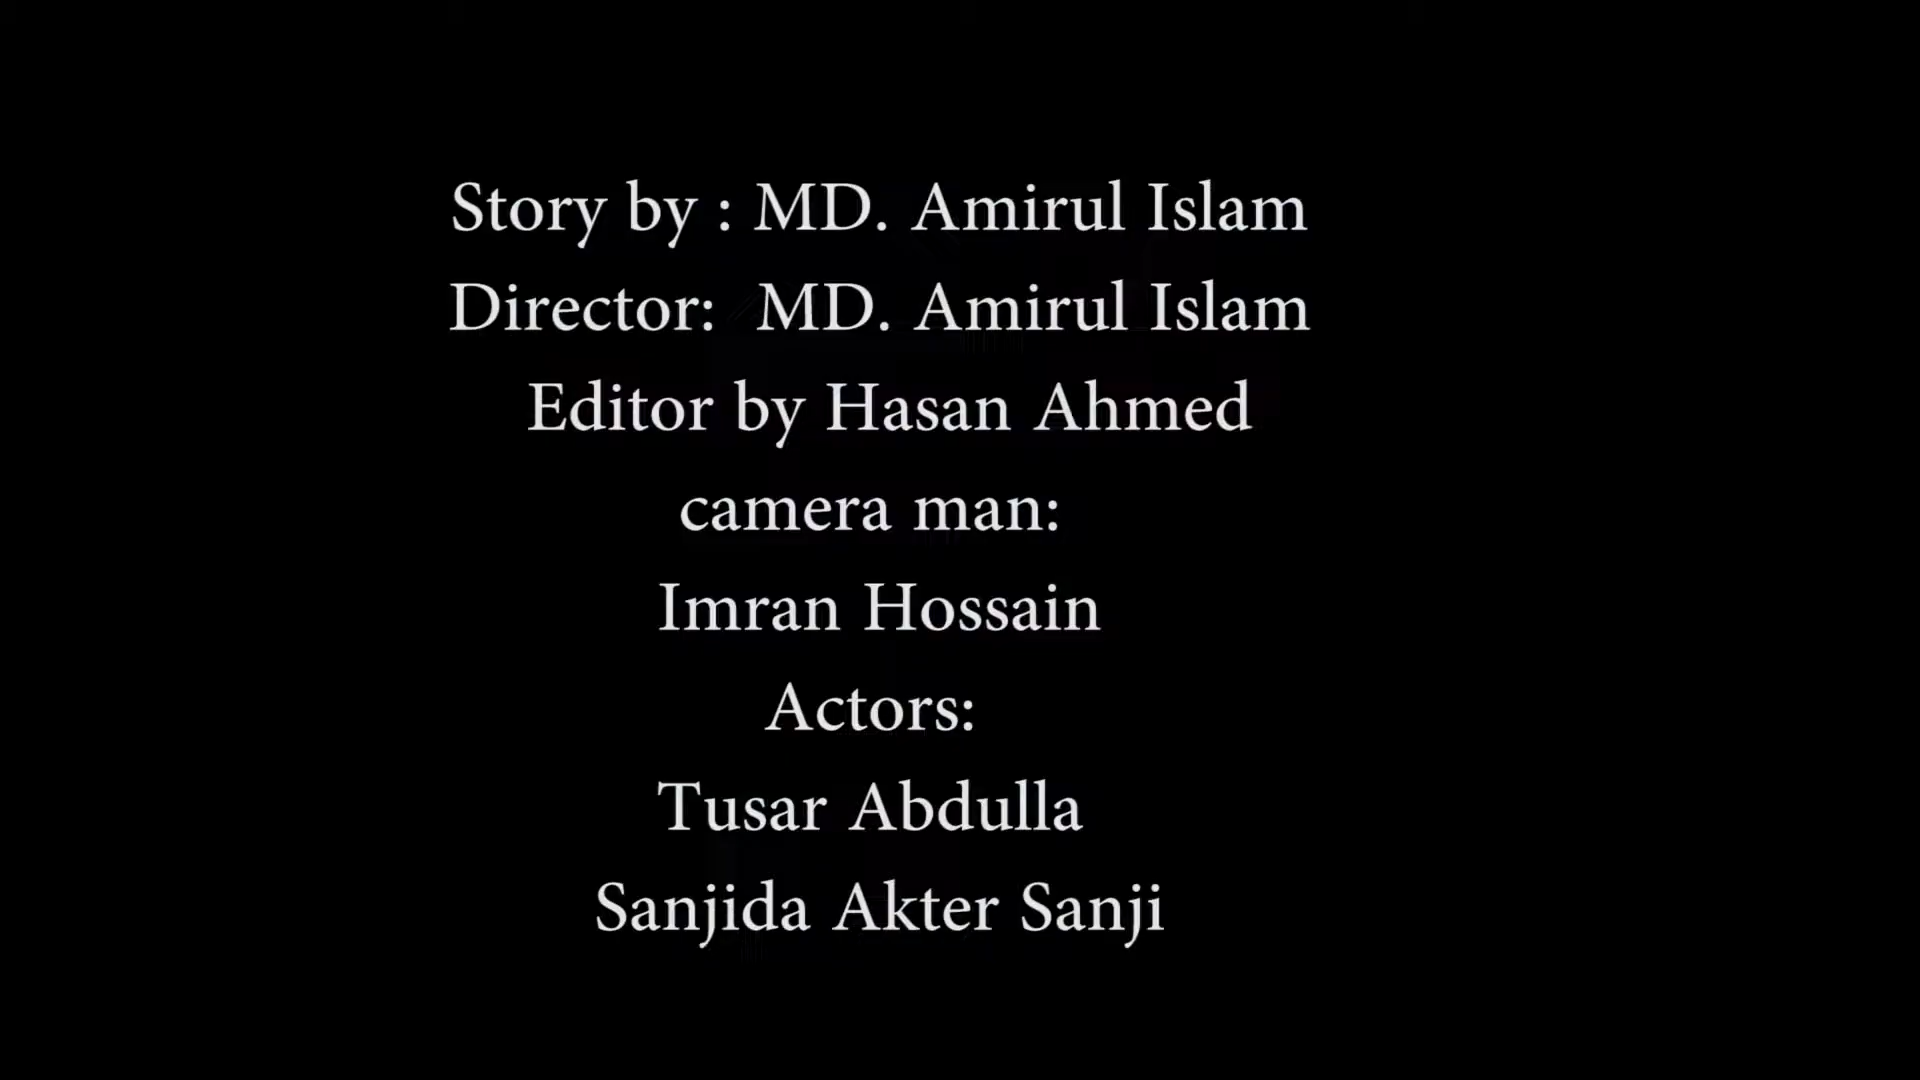 Story by : MD. Amirul Islam
Director:  MD. Amirul Islam
Editor by Hasan Ahmed
camera man:
Imran Hossain
Actors:
Tusar Abdulla
Sanjida Akter Sanji